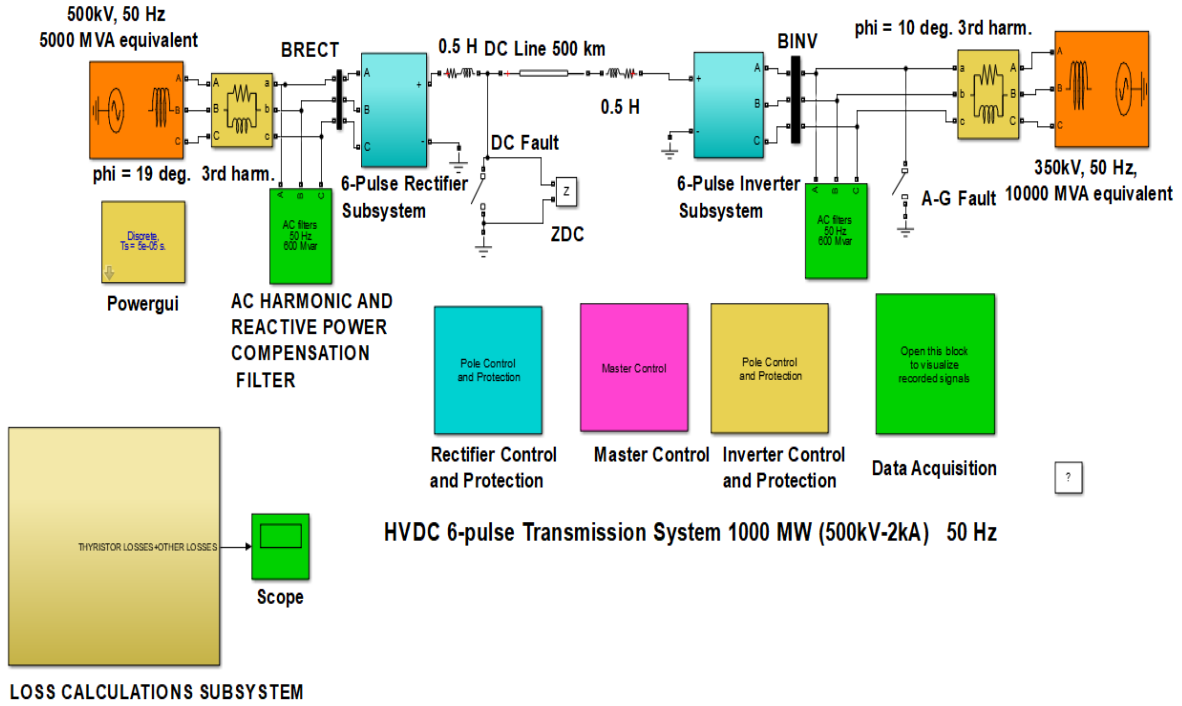 500kV, 50 Hz
5000 MVA equivalent
BRECT
0.5 H
DC Line 500 km
0.5 H
BINV
phi = 10 deg. 3rd harm.
A
B
C
A
B
C
a
b
c
A
B
C
+
-
+
-
A
B
C
a
b
c
A
B
C
A
B
C
phi = 19 deg. 3rd harm.
6-Pulse Rectifier
Subsystem
DC Fault
Z
ZDC
6-Pulse Inverter
Subsystem
A-G Fault
350kV, 50 Hz,
10000 MVA equivalent
A
B
C
AC filters
50 Hz
600 Mvar
A
B
C
AC filters
50 Hz
600 Mvar
Discrete,
Ts = 5e-05 s.
Powergui
AC HARMONIC AND
REACTIVE POWER
COMPENSATION
FILTER
Pole Control
and Protection
Master Control
Pole Control
and Protection
Open this block
to visualize
recorded signals
Rectifier Control
and Protection
Master Control
Inverter Control
and Protection
Data Acquisition
?
HVDC 6-pulse Transmission System 1000 MW (500kV-2kA) 50 Hz
THYRISTOR LOSSES+OTHER LOSSES
Scope
LOSS CALCULATIONS SUBSYSTEM